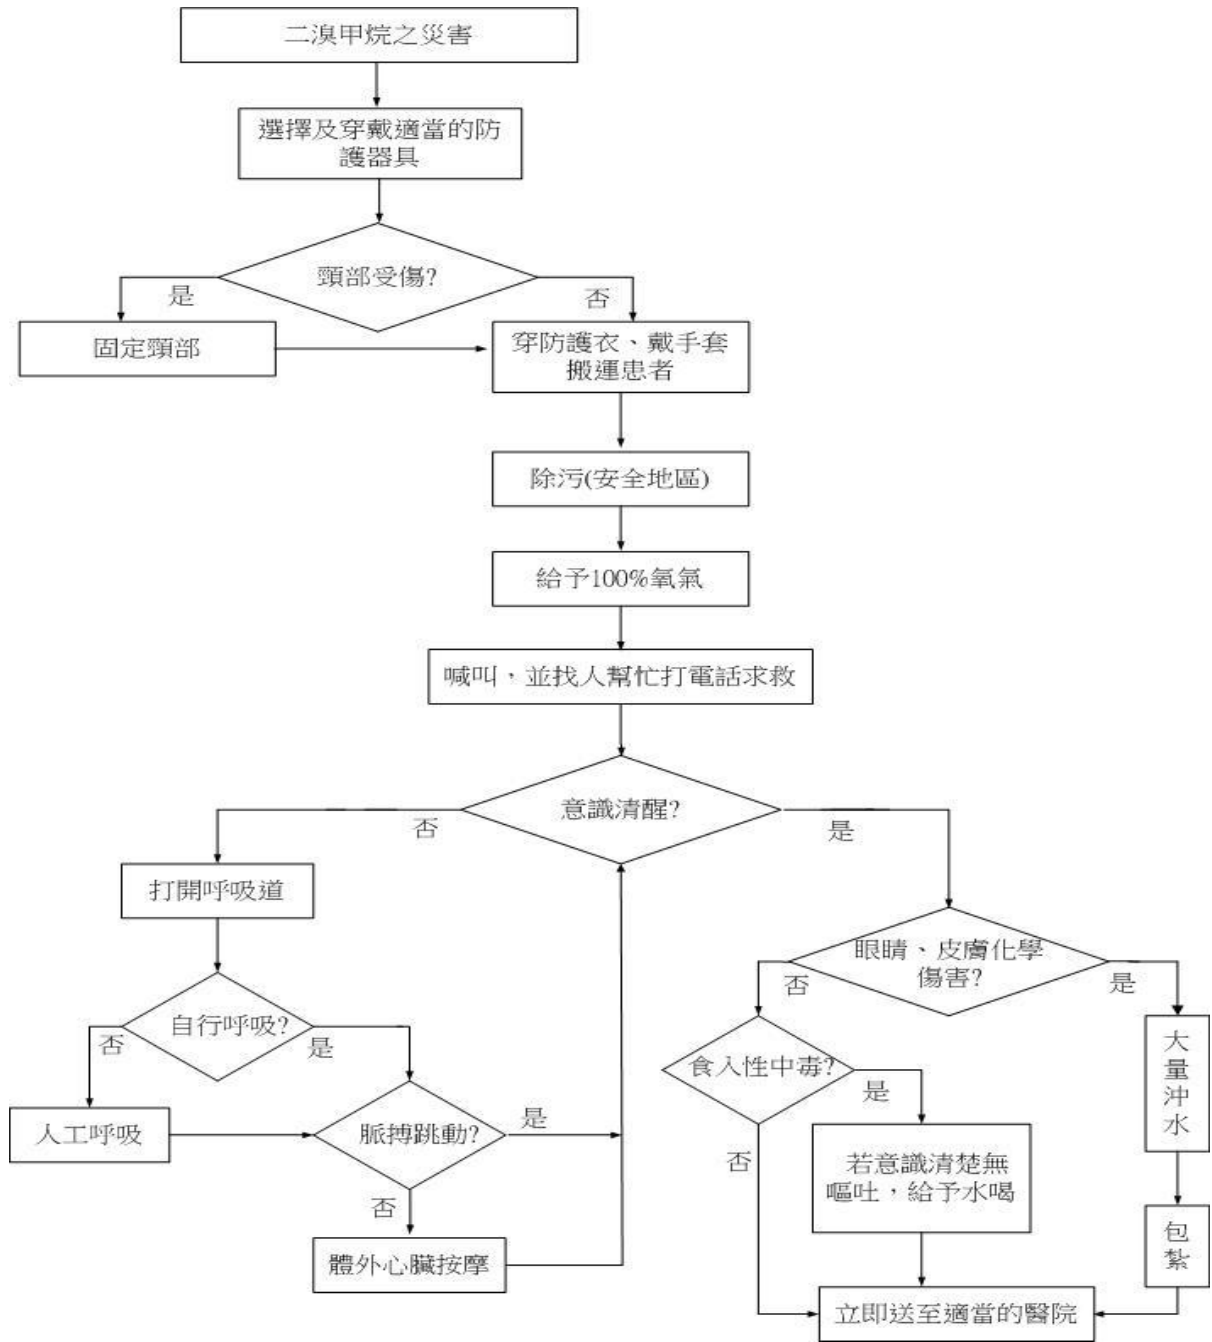 二溴甲烷之災害
選擇及穿戴適當的防
護器具
頸部受傷?
是
否
固定頸部
穿防護衣、戴手套
搬運患者
除污(安全地區)
給予100%氧氣
喊叫，並找人幫忙打電話求救
意識清醒?
否
是
打開呼吸道
眼睛、皮膚化學
傷害?
否
是
自行呼吸?
否
是
大
量
沖
水
食入性中毒?
是
否
人工呼吸
脈搏跳動?
是
否
若意識清楚無
嘔吐，給予水喝
包
紮
體外心臟按摩
立即送至適當的醫院